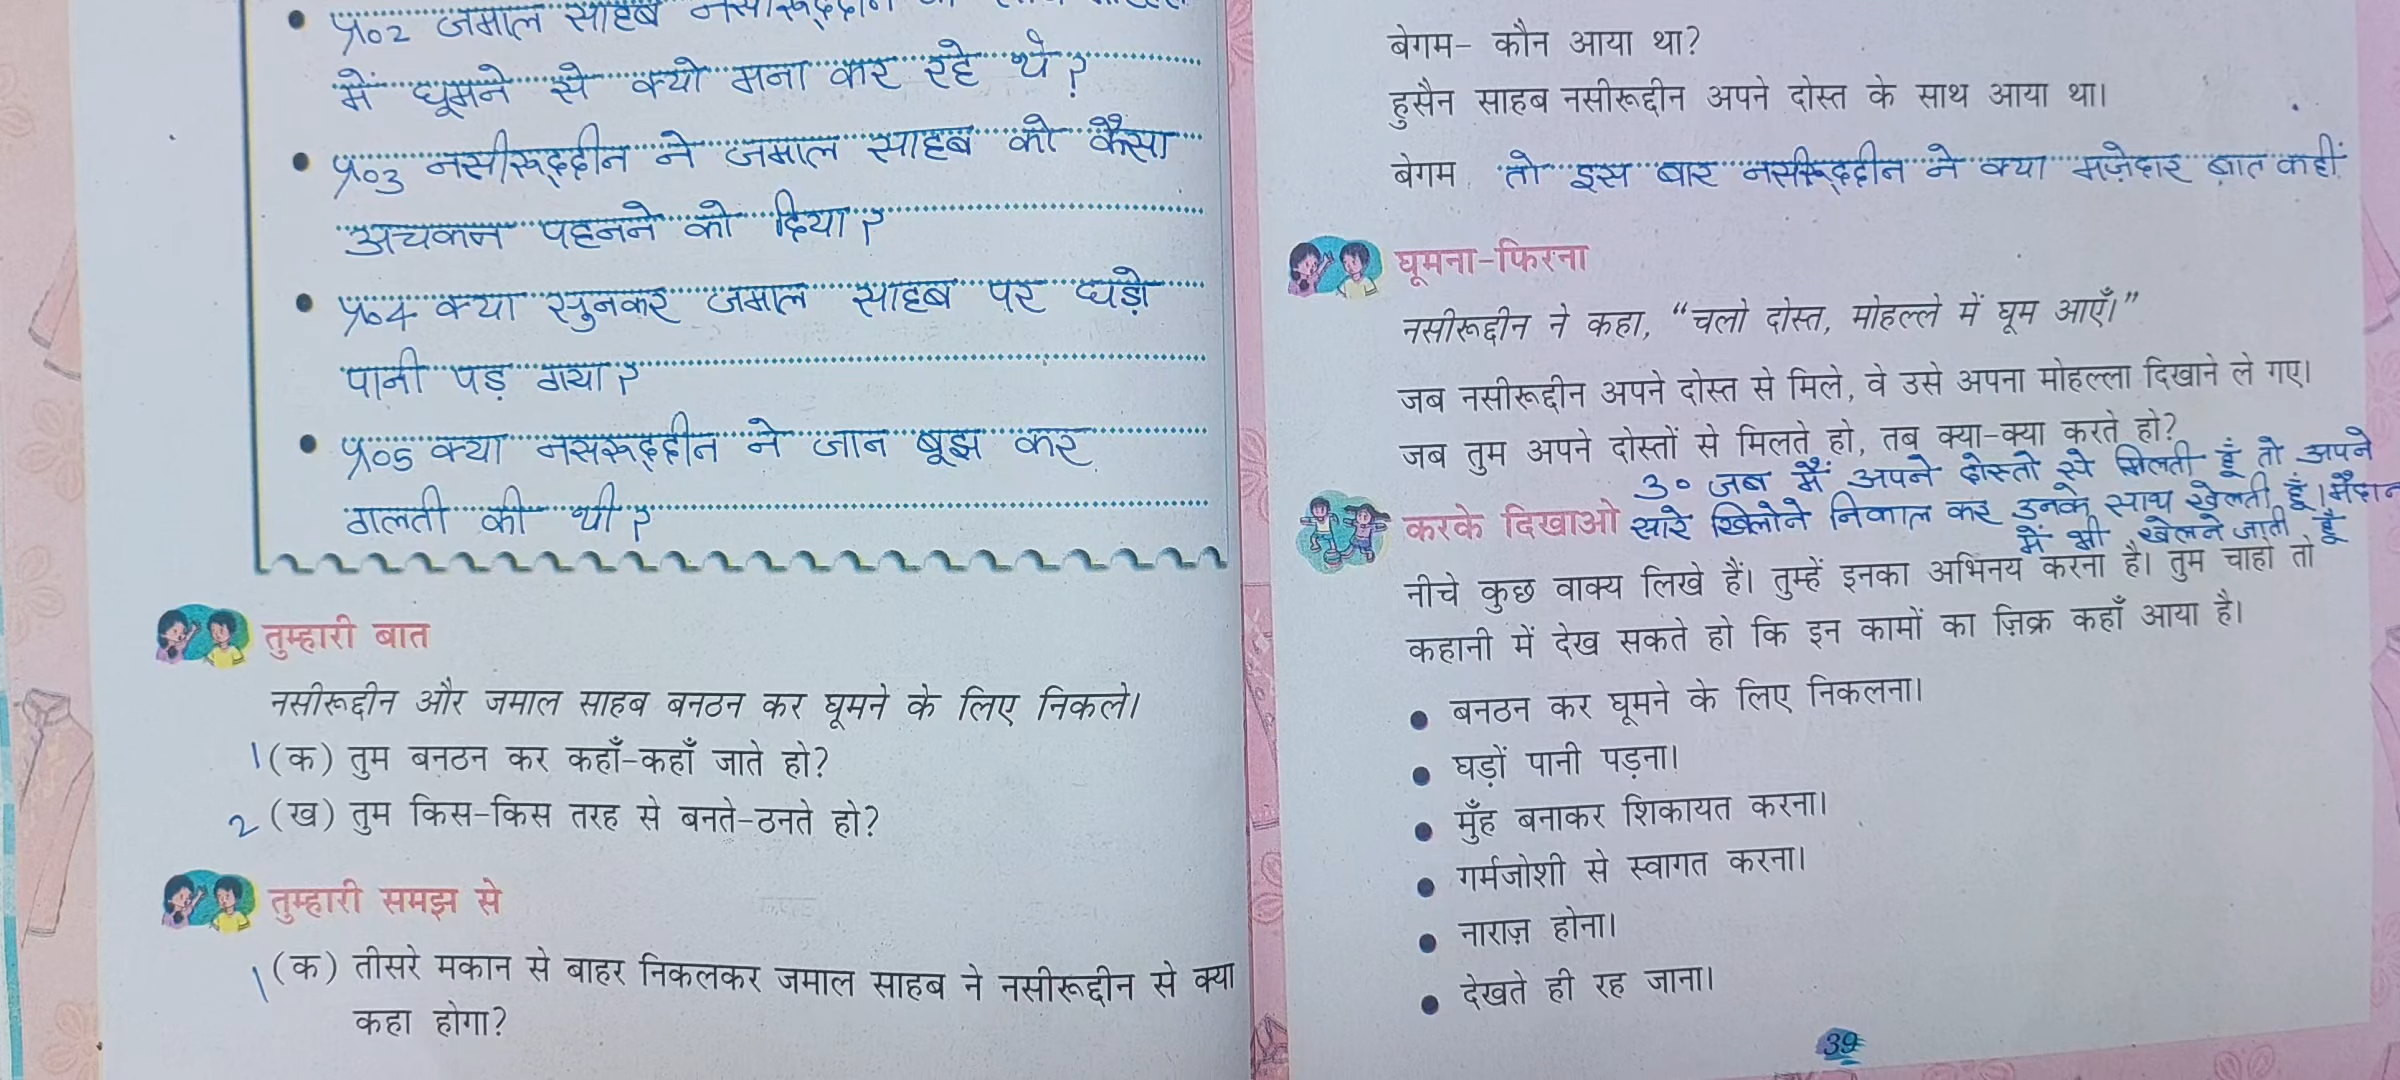 • प्र०2 जमाल साहब नसीरूद्दीन
में घूमने से क्यो मना कर रहे थे?
• प्र०3 नसीरूद्दीन ने जमाल साहब को कैसा
अचकन पहनने को दिया?
• प्र०4 क्या सुनकर जमाल साहब पर घड़ो
पानी पड़ गया?
• प्र०5 क्या नसरूद्दीन ने जान बूझ कर
गलती की थी?
तुम्हारी बात
नसीरूद्दीन और जमाल साहब बनठन कर घूमने के लिए निकले।
1 (क) तुम बनठन कर कहाँ-कहाँ जाते हो?
2 (ख) तुम किस-किस तरह से बनते-ठनते हो?
तुम्हारी समझ से
1 (क) तीसरे मकान से बाहर निकलकर जमाल साहब ने नसीरूद्दीन से क्या
कहा होगा?
बेगम- कौन आया था?
हुसैन साहब नसीरूद्दीन अपने दोस्त के साथ आया था।
बेगम तो इस बार नसीरूद्दीन ने क्या मज़ेदार बात कहीं
घूमना-फिरना
नसीरूद्दीन ने कहा, “चलो दोस्त, मोहल्ले में घूम आएँ।”
जब नसीरूद्दीन अपने दोस्त से मिले, वे उसे अपना मोहल्ला दिखाने ले गए।
जब तुम अपने दोस्तों से मिलते हो, तब क्या-क्या करते हो?
उ० जब मैं अपने दोस्तो से मिलती हूँ तो अपने
सारे खिलोने निकाल कर उनके साथ खेलती हूँ। मैदान
में भी खेलने जाती हूँ
करके दिखाओ
नीचे कुछ वाक्य लिखे हैं। तुम्हें इनका अभिनय करना है। तुम चाहो तो
कहानी में देख सकते हो कि इन कामों का ज़िक्र कहाँ आया है।
• बनठन कर घूमने के लिए निकलना।
• घड़ों पानी पड़ना।
• मुँह बनाकर शिकायत करना।
• गर्मजोशी से स्वागत करना।
• नाराज़ होना।
• देखते ही रह जाना।
39